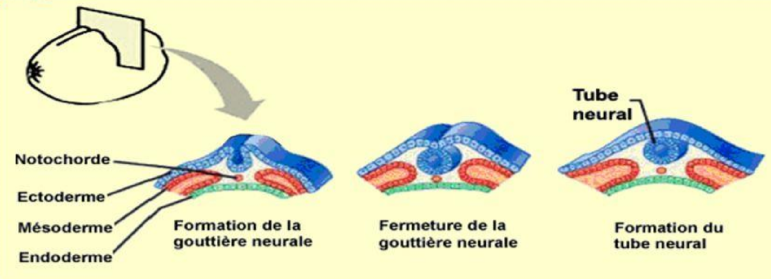 Tube
neural
Notochorde
Ectoderme
Mésoderme
Endoderme
Formation de la
gouttière neurale
Fermeture de la
gouttière neurale
Formation du
tube neural